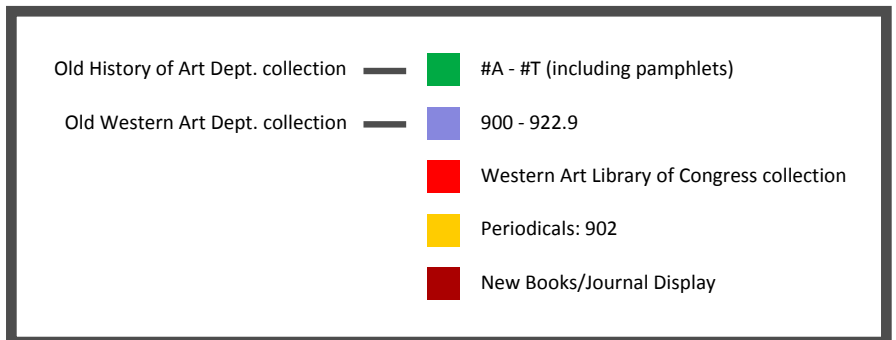 Old History of Art Dept. collection #A - #T (including pamphlets)
Old Western Art Dept. collection 900 - 922.9
Western Art Library of Congress collection
Periodicals: 902
New Books/Journal Display